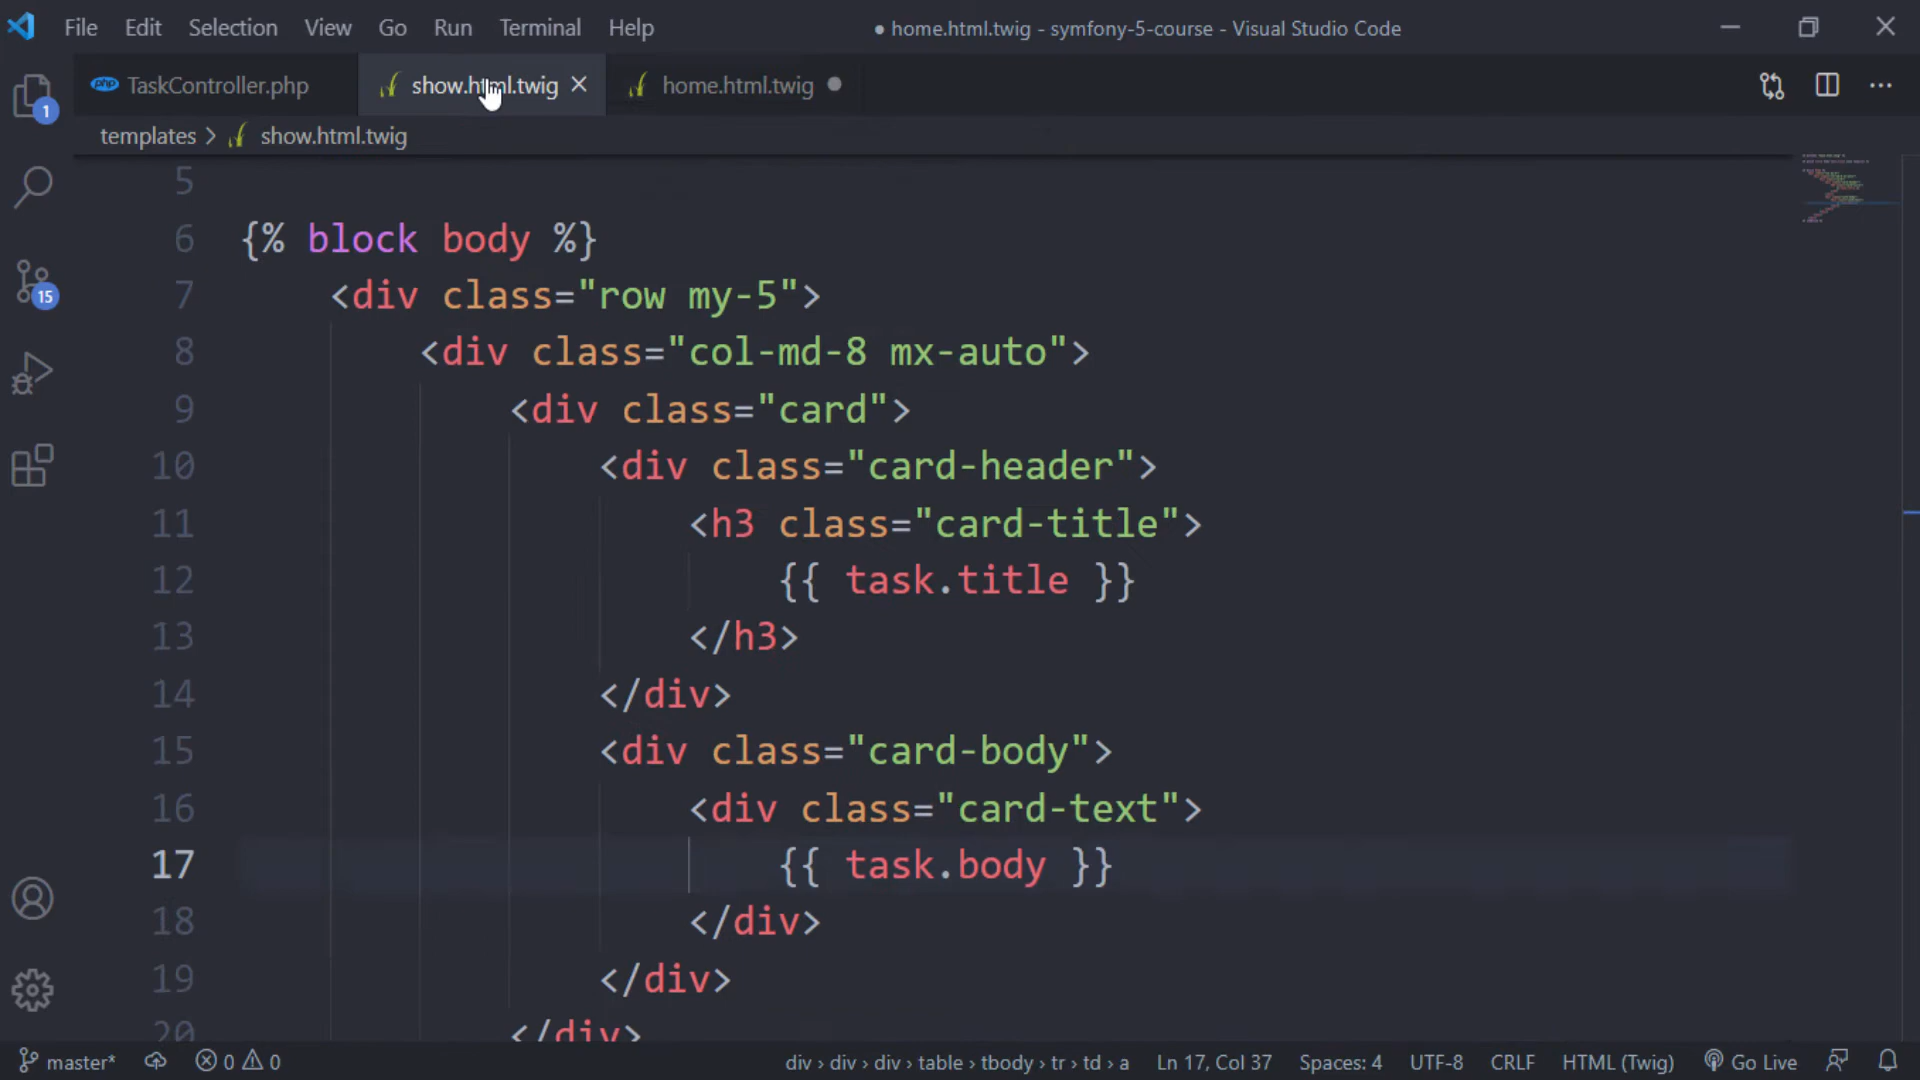 File Edit Selection View Go Run Terminal Help ● home.html.twig - symfony-5-course - Visual Studio Code
php TaskController.php show.html.twig home.html.twig
1
templates > show.html.twig
5
6 {% block body %}
7 <div class="row my-5">
15
8 <div class="col-md-8 mx-auto">
9 <div class="card">
10 <div class="card-header">
11 <h3 class="card-title">
12 {{ task.title }}
13 </h3>
14 </div>
15 <div class="card-body">
16 <div class="card-text">
17 {{ task.body }}
18 </div>
19 </div>
20 </div>
master* 0 0 div › div › div › table › tbody › tr › td › a Ln 17, Col 37 Spaces: 4 UTF-8 CRLF HTML (Twig) Go Live